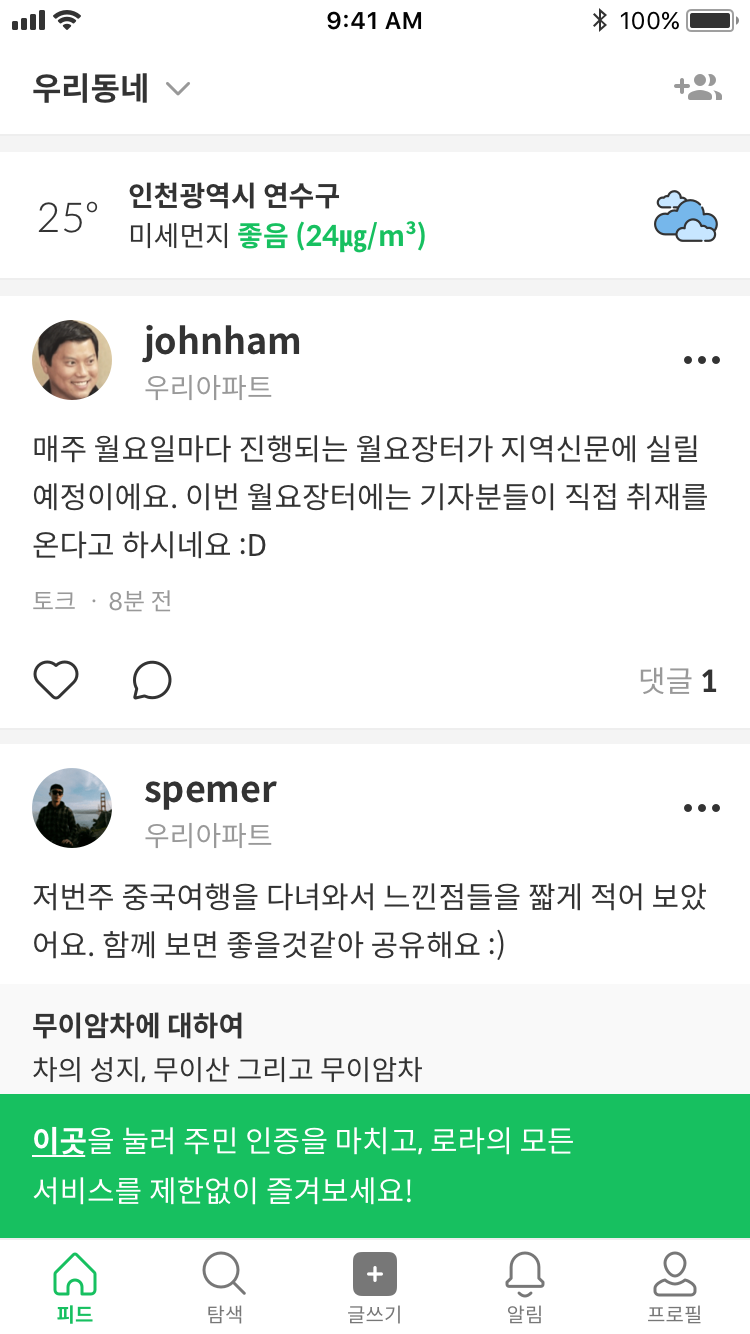 9:41 AM
100%
우리동네
25°
인천광역시 연수구
미세먼지 좋음 (24㎍/m³)
johnham
우리아파트
매주 월요일마다 진행되는 월요장터가 지역신문에 실릴
예정이에요. 이번 월요장터에는 기자분들이 직접 취재를
온다고 하시네요 :D
토크 · 8분 전
댓글 1
spemer
우리아파트
저번주 중국여행을 다녀와서 느낀점들을 짧게 적어 보았
어요. 함께 보면 좋을것같아 공유해요 :)
무이암차에 대하여
차의 성지, 무이산 그리고 무이암차
이곳을 눌러 주민 인증을 마치고, 로라의 모든
서비스를 제한없이 즐겨보세요!
피드
탐색
글쓰기
알림
프로필